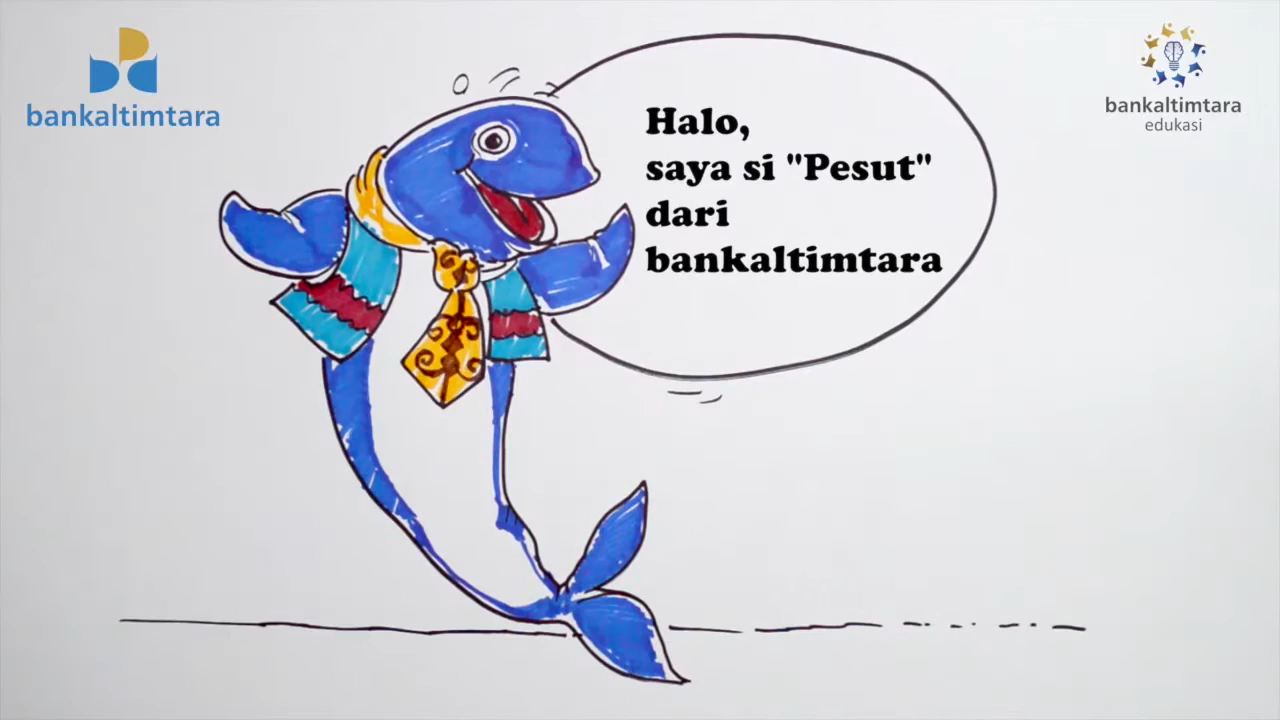 bankaltimtara
bankaltimtara
edukasi
Halo,
saya si "Pesut"
dari
bankaltimtara